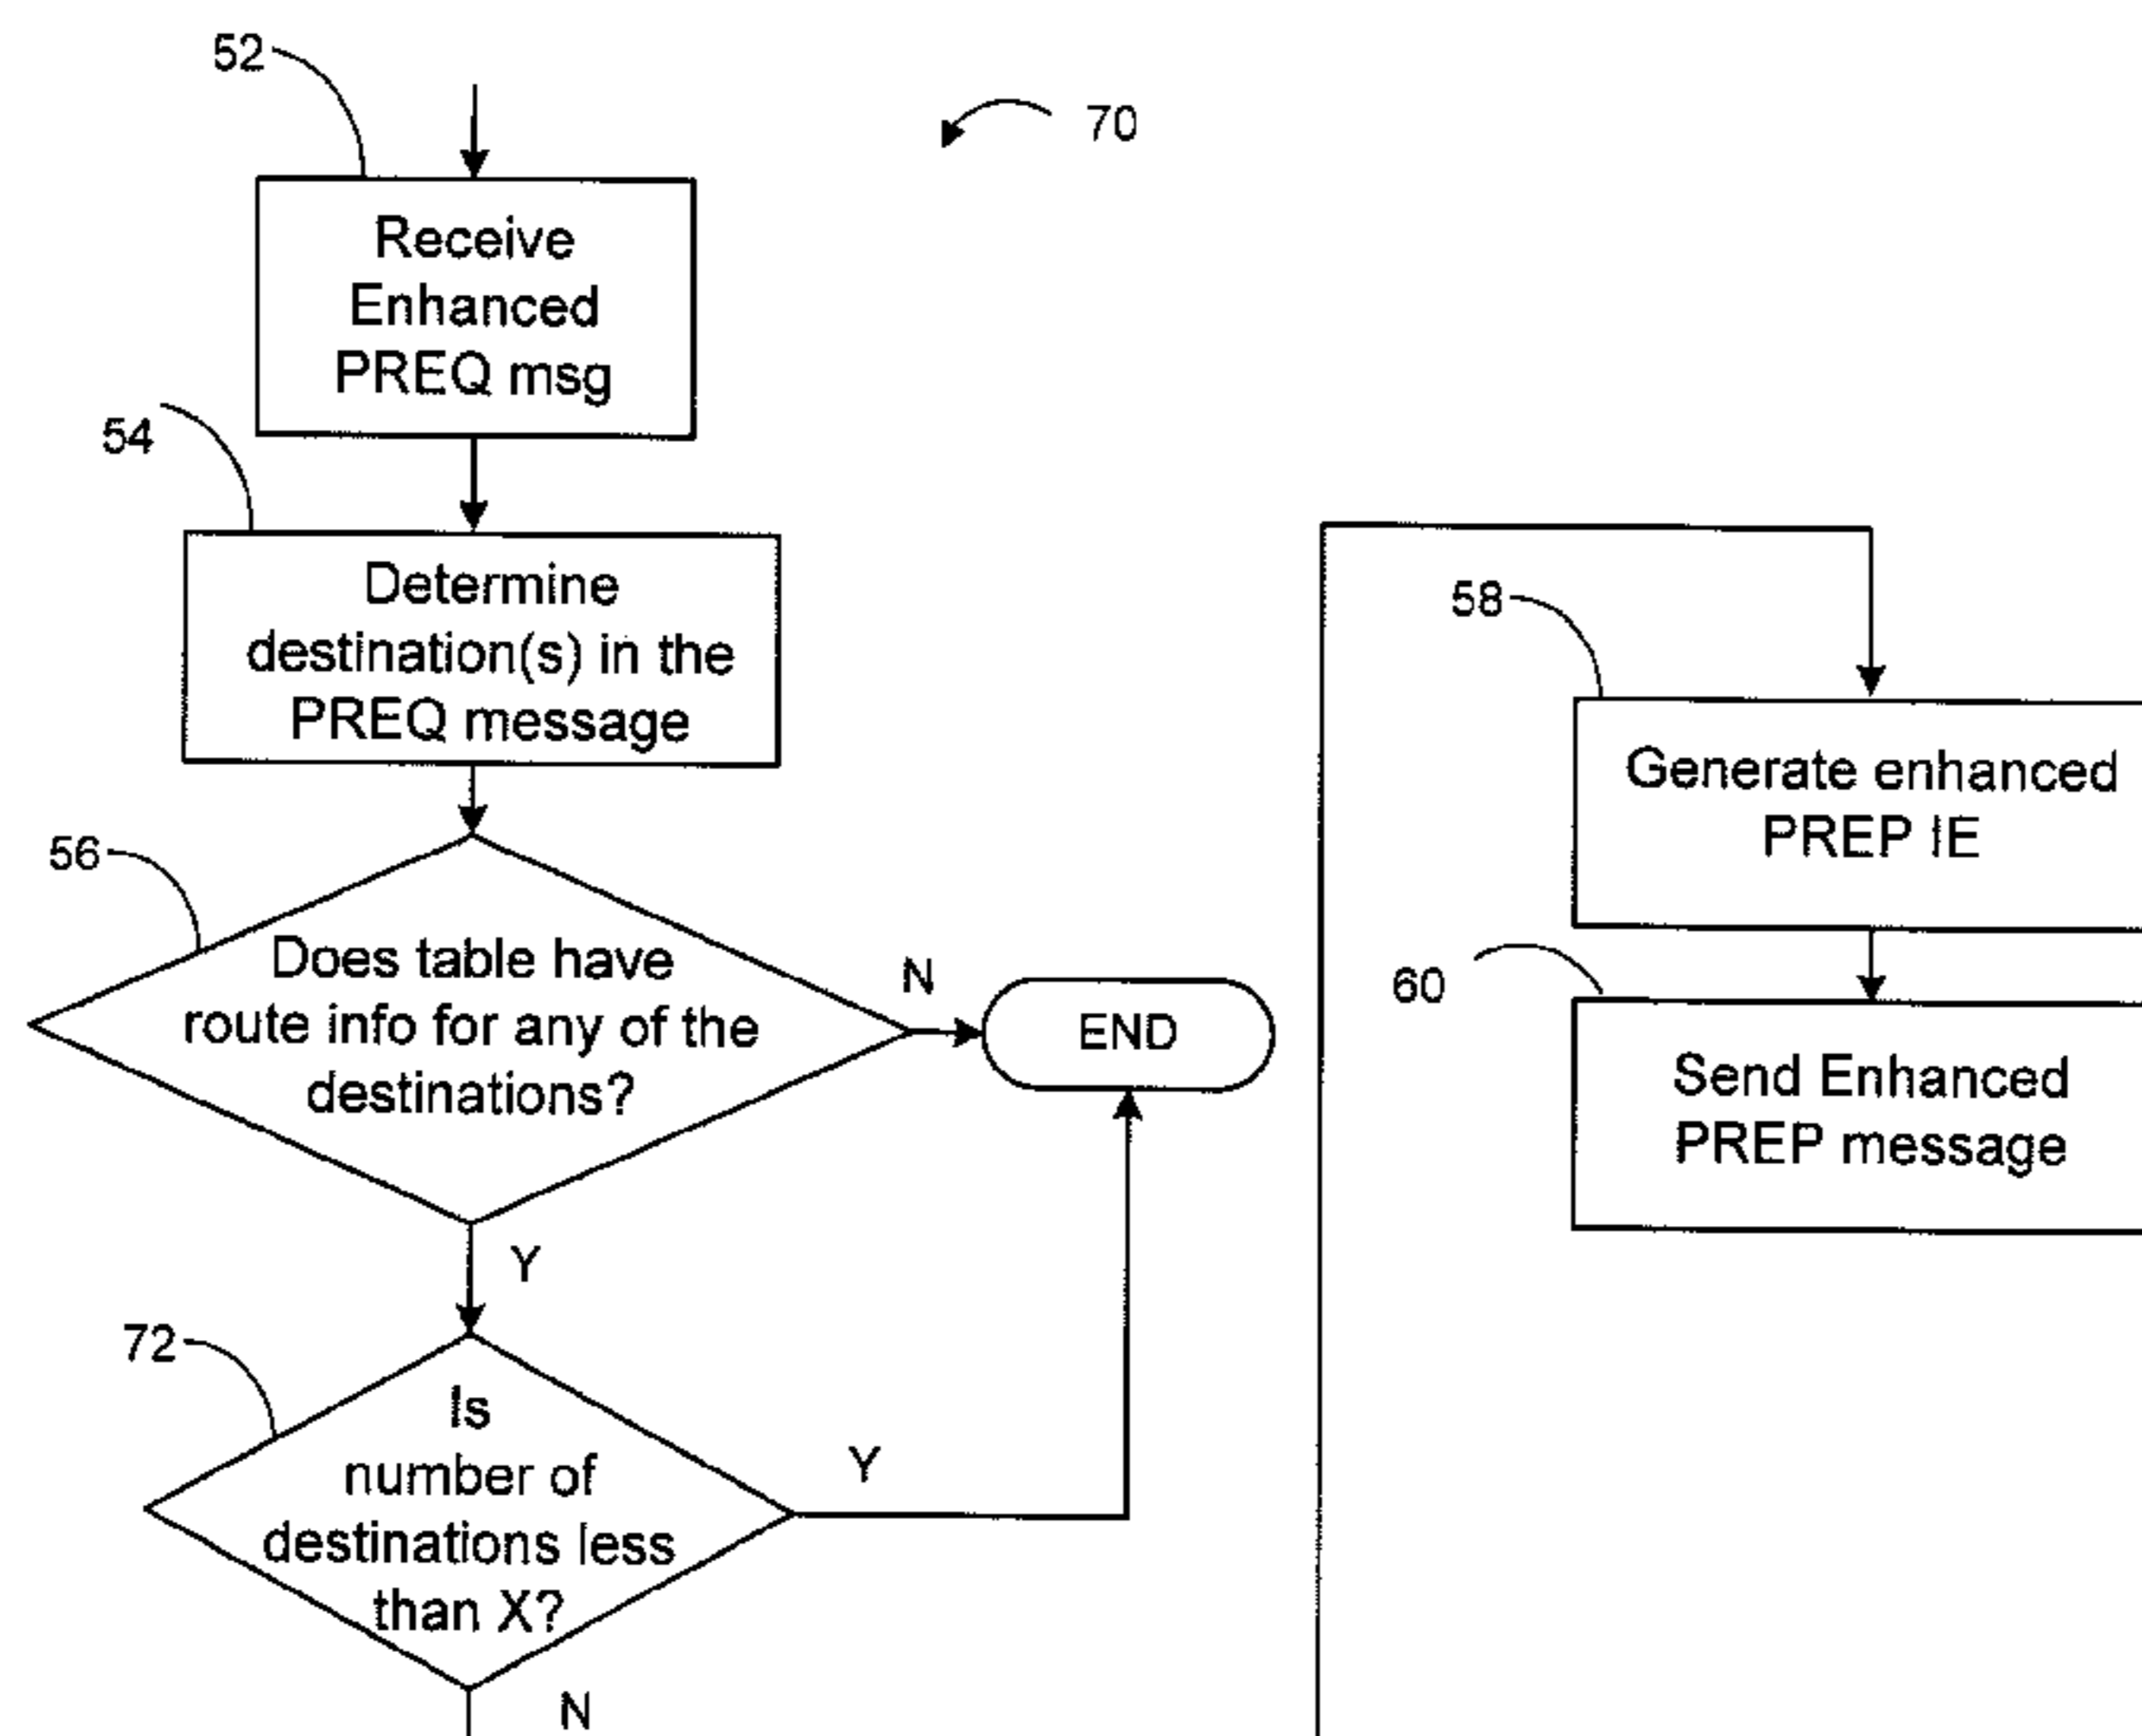 52
70
Receive
Enhanced
PREQ msg
54
Determine
destination(s) in the
PREQ message
56
Does table have
route info for any of the
destinations?
N
END
Y
72
Is
number of
destinations less
than X?
Y
N
58
Generate enhanced
PREP IE
60
Send Enhanced
PREP message